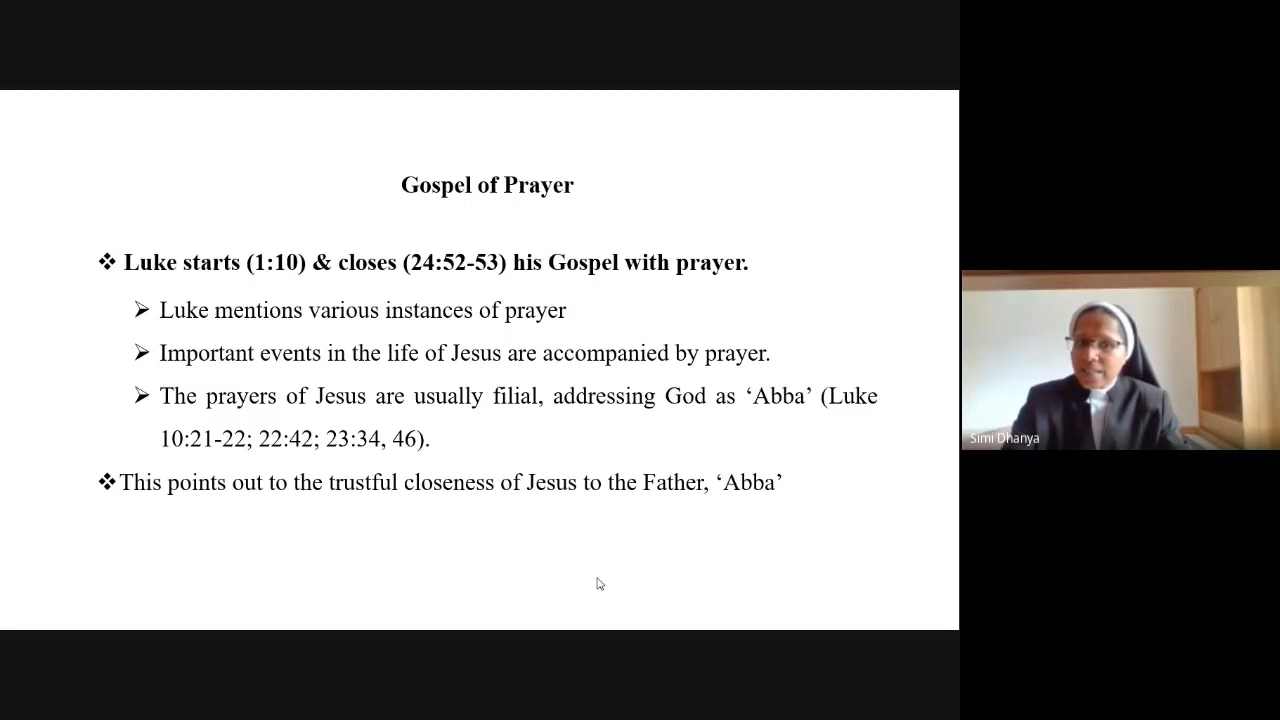 Gospel of Prayer
❖ Luke starts (1:10) & closes (24:52-53) his Gospel with prayer.
➢ Luke mentions various instances of prayer
➢ Important events in the life of Jesus are accompanied by prayer.
➢ The prayers of Jesus are usually filial, addressing God as ‘Abba’ (Luke
10:21-22; 22:42; 23:34, 46).
❖This points out to the trustful closeness of Jesus to the Father, ‘Abba’
Simi Dhanya